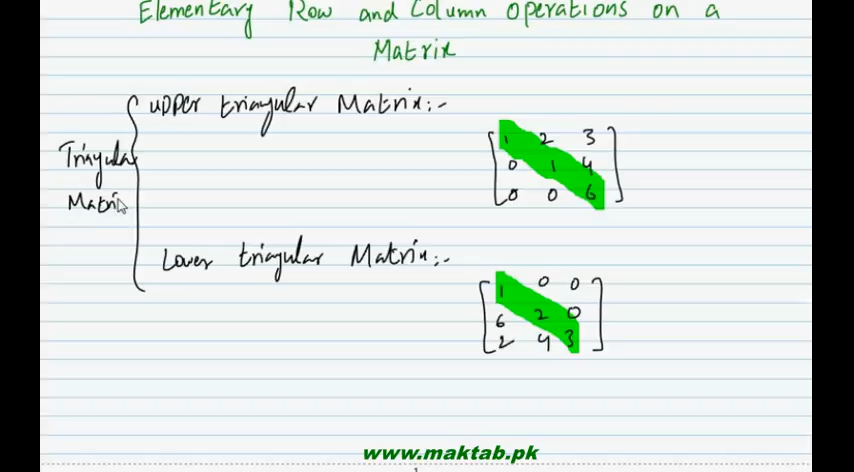 Elementary Row and Column Operations on a
Matrix
UPPER triangular Matrix:-
1 2 3
0 1 4
0 0 6
Triangular
Matrix
Lower triangular Matrix:-
1 0 0
6 2 0
2 4 3
www.maktab.pk